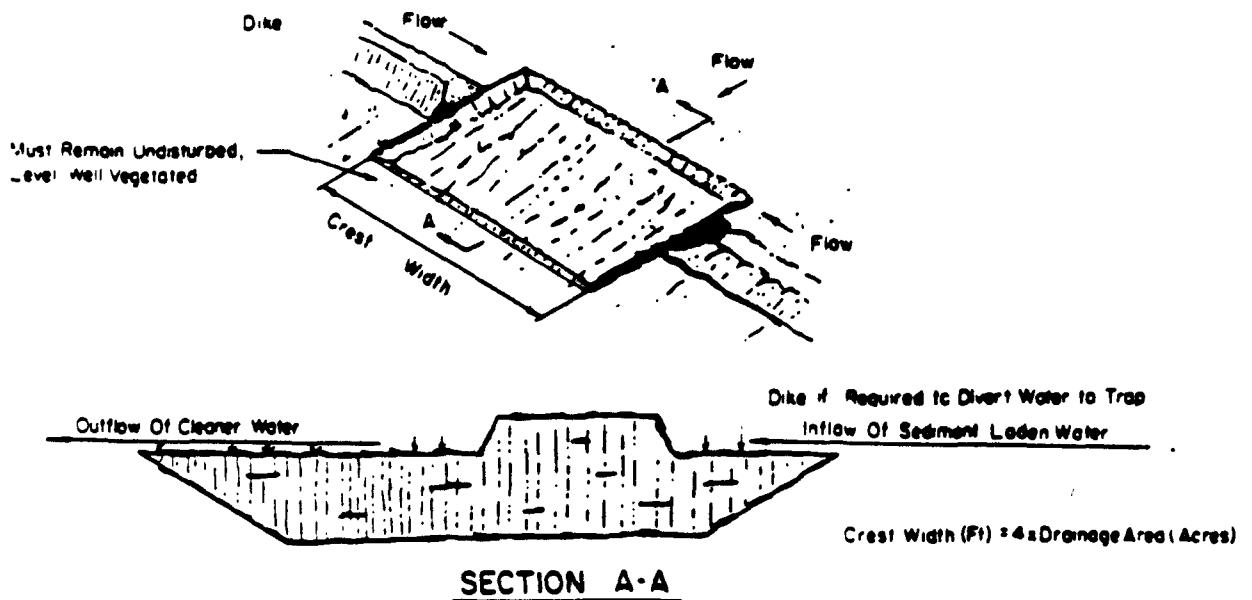 Dike
Flow
Flow
A
Must Remain Undisturbed,
Level Well Vegetated
A
Crest
Width
Flow
Dike if Required to Divert Water to Trap
Outflow Of Cleaner Water
Inflow Of Sediment Laden Water
Crest Width (Ft) = 4 x Drainage Area (Acres)
SECTION A-A